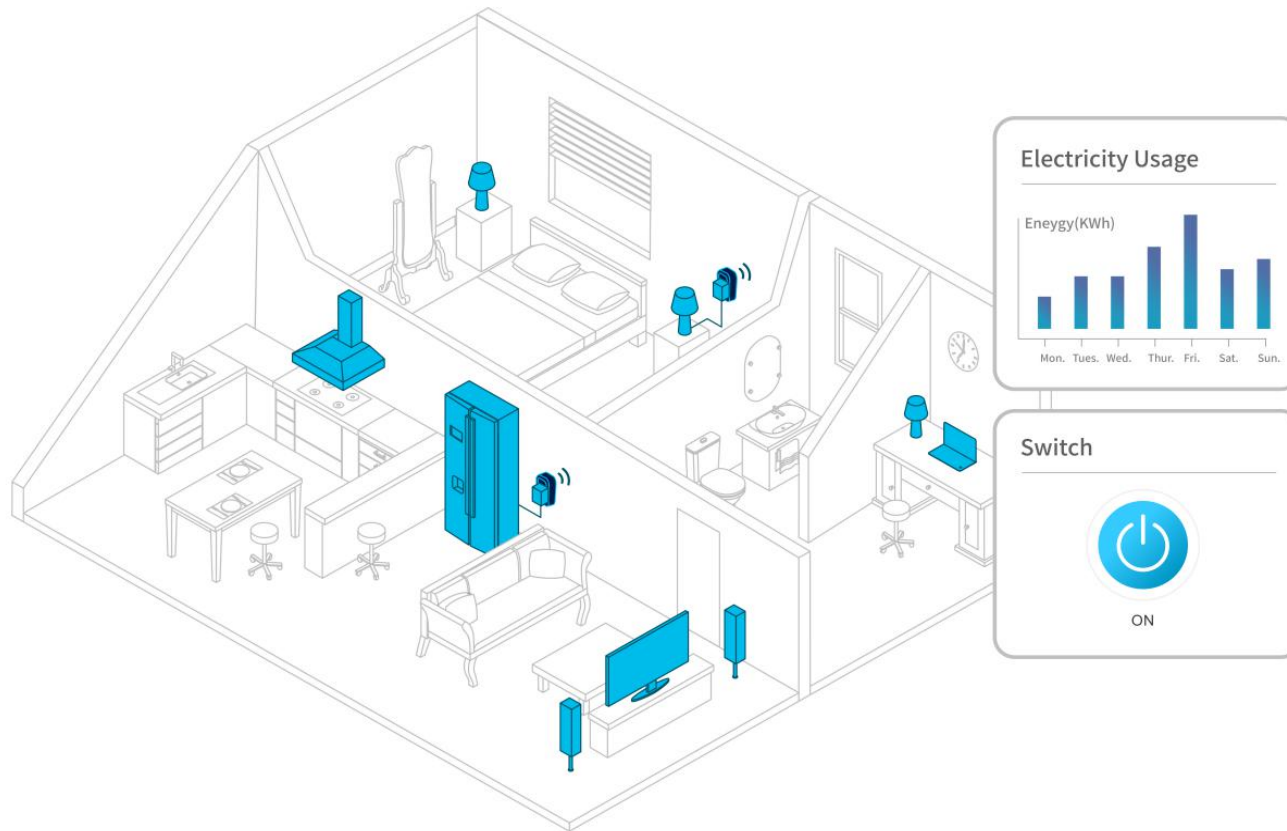 Electricity Usage
Eneygy(KWh)
Mon. Tues. Wed. Thur. Fri. Sat. Sun.
Switch
ON